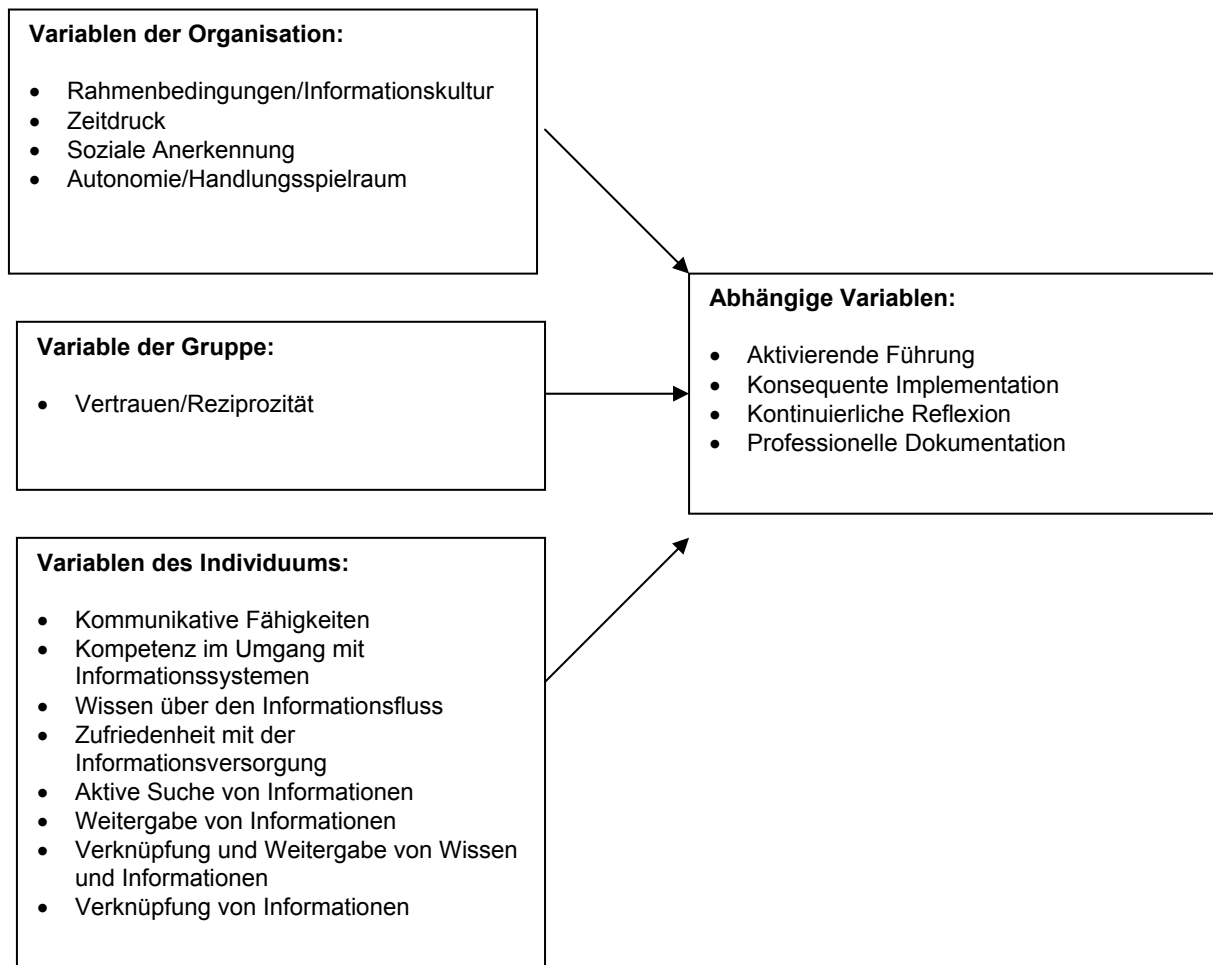 Variablen der Organisation:
• Rahmenbedingungen/Informationskultur
• Zeitdruck
• Soziale Anerkennung
• Autonomie/Handlungsspielraum
Variable der Gruppe:
• Vertrauen/Reziprozität
Variablen des Individuums:
• Kommunikative Fähigkeiten
• Kompetenz im Umgang mit
Informationssystemen
• Wissen über den Informationsfluss
• Zufriedenheit mit der
Informationsversorgung
• Aktive Suche von Informationen
• Weitergabe von Informationen
• Verknüpfung und Weitergabe von Wissen
und Informationen
• Verknüpfung von Informationen
Abhängige Variablen:
• Aktivierende Führung
• Konsequente Implementation
• Kontinuierliche Reflexion
• Professionelle Dokumentation